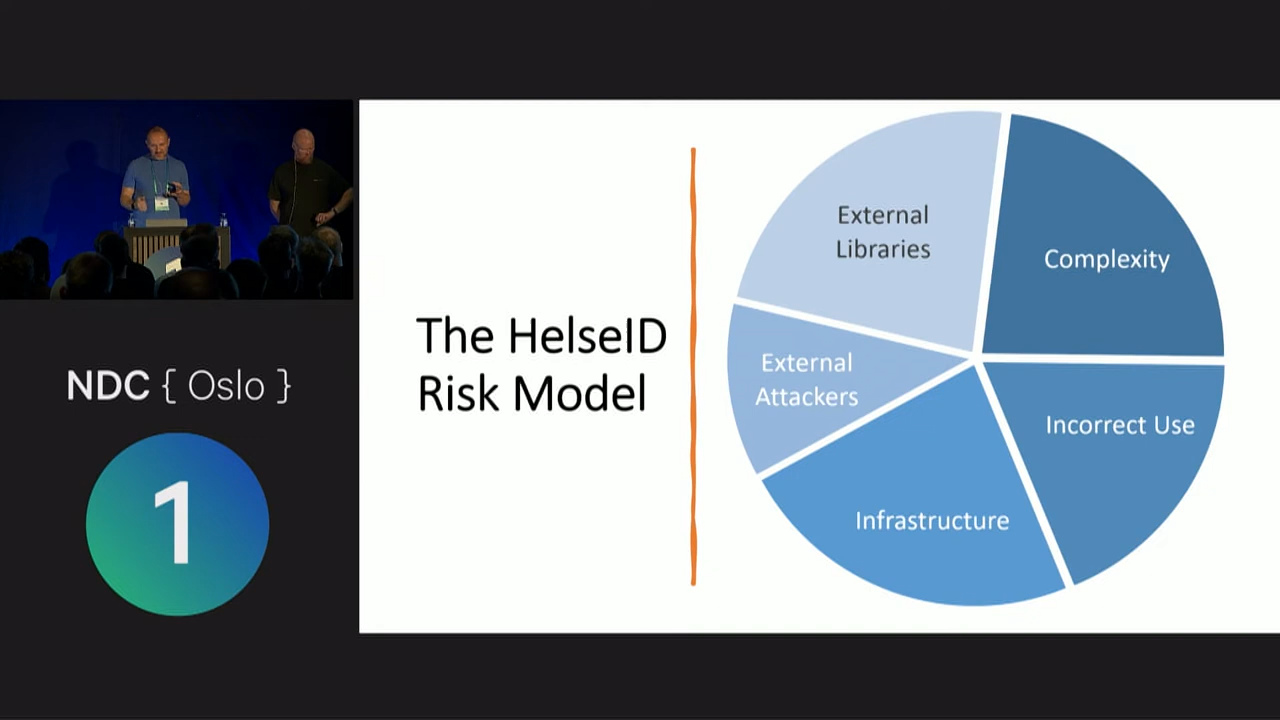 NDC { Oslo }
1
The HelseID
Risk Model
External
Libraries
Complexity
External
Attackers
Incorrect Use
Infrastructure